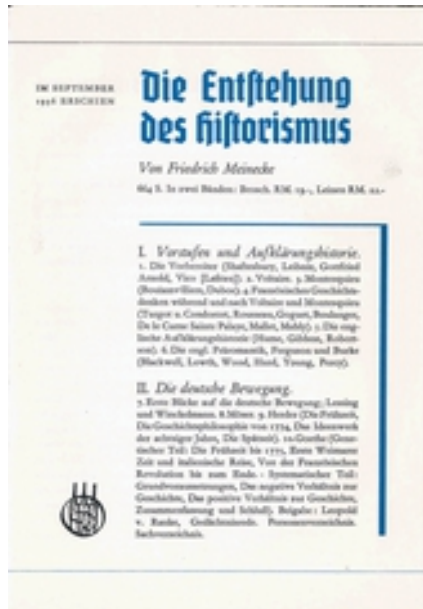 IM SEPTEMBER
1936 ERSCHIEN
Die Entstehung
des Historismus
Von Friedrich Meinecke
664 S. In zwei Bänden: Brosch. RM. 19.-, Leinen RM. 22.-
I. Vorstufen und Aufklärungshistorie.
1. Die Vorbereiter (Shaftesbury, Leibniz, Gottfried
Arnold, Vico [Lafitau]). 2. Voltaire. 3. Montesquieu
(Boulainvilliers, Dubos). 4. Französisches Geschichts-
denken während und nach Voltaire und Montesquieu
(Turgot u. Condorcet, Rousseau, Goguet, Boulanger,
De la Curne Sainte Palaye, Mallet, Mably). 5. Die eng-
lische Aufklärungshistorie (Hume, Gibbon, Robert-
son). 6. Die engl. Präromantik, Ferguson und Burke
(Blackwell, Lowth, Wood, Hurd, Young, Percy).
II. Die deutsche Bewegung.
7. Erste Blicke auf die deutsche Bewegung; Lessing
und Winckelmann. 8. Möser. 9. Herder (Die Frühzeit,
Die Geschichtsphilosophie von 1774, Das Ideenwerk
der achtziger Jahre, Die Spätzeit). 10. Goethe (Gene-
tischer Teil: Die Frühzeit bis 1775, Erste Weimarer
Zeit und italienische Reise, Von der Französischen
Revolution bis zum Ende. - Systematischer Teil:
Grundvoraussetzungen, Das negative Verhältnis zur
Geschichte, Das positive Verhältnis zur Geschichte,
Zusammenfassung und Schluß). Beigabe: Leopold
v. Ranke, Gedächtnisrede. Personenverzeichnis.
Sachverzeichnis.